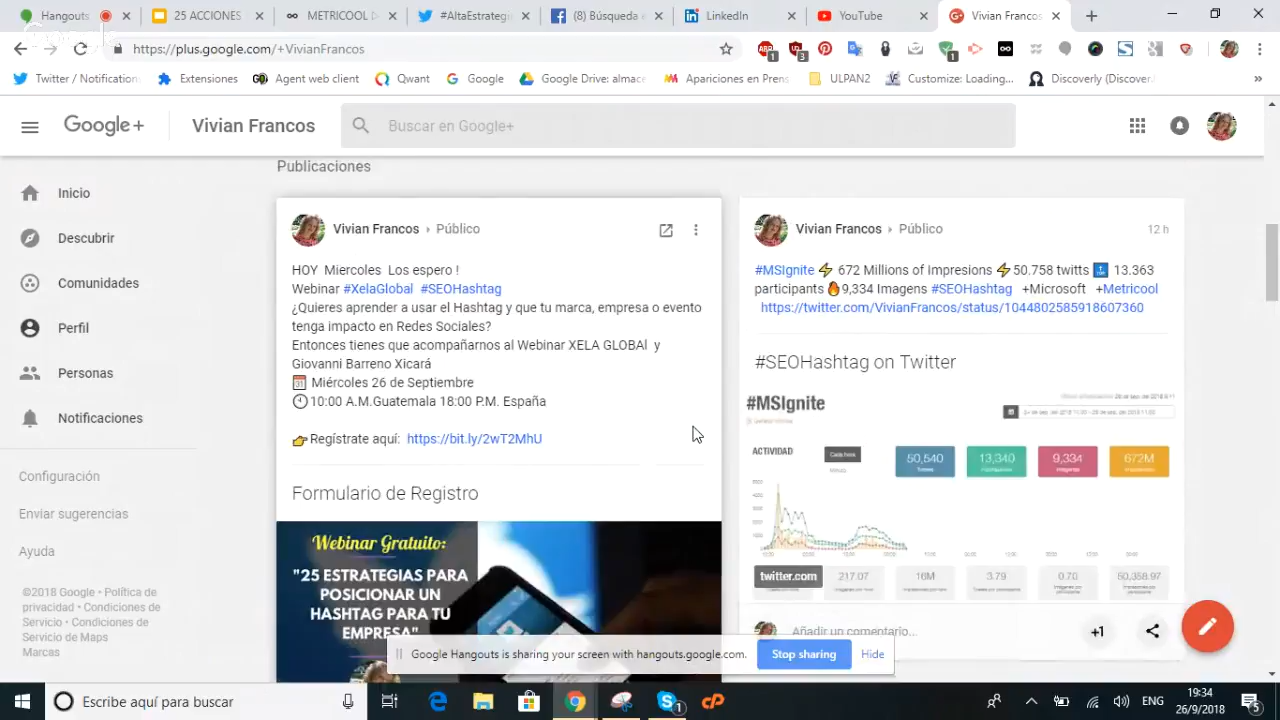 Hangouts
25 ACCIONES
METRICOOL D
#AltaEstrateg
(8) Búsqueda e
LinkedIn
YouTube
Vivian Francos
https://plus.google.com/+VivianFrancos
Twitter / Notification
Extensiones
Agent web client
Qwant
Google
Google Drive: almac
Apariciones en Prens
ULPAN2
Customize: Loading...
Discoverly (Discover
»
Google+
Vivian Francos
Buscar en Google+
Inicio
Descubrir
Comunidades
Perfil
Personas
Notificaciones
Configuración
Enviar sugerencias
Ayuda
©2018 Google • Política de
privacidad • Condiciones de
Servicio • Condiciones de
Servicio de Maps
Marcas
Publicaciones
Vivian Francos Público
HOY Miercoles Los espero !
Webinar #XelaGlobal #SEOHashtag
¿Quieres aprender a usar el Hashtag y que tu marca, empresa o evento
tenga impacto en Redes Sociales?
Entonces tienes que acompañarnos al Webinar XELA GLOBAl y
Giovanni Barreno Xicará
Miércoles 26 de Septiembre
10:00 A.M.Guatemala 18:00 P.M. España
Regístrate aquí: https://bit.ly/2wT2MhU
Formulario de Registro
Webinar Gratuito:
"25 ESTRATEGIAS PARA
POSICIONAR UN
HASHTAG PARA TU
EMPRESA"
Vivian Francos Público 12 h
#MSIgnite 672 Millions of Impresions 50.758 twitts 13.363
participants 9,334 Imagens #SEOHashtag +Microsoft +Metricool
https://twitter.com/VivianFrancos/status/1044802585918607360
#SEOHashtag on Twitter
#MSIgnite
ACTIVIDAD
50,540
13,340
9,334
672M
twitter.com
217.07
16M
3.79
0.70
50,358.97
Añadir un comentario...
+1
Google Hangouts is sharing your screen with hangouts.google.com.
Stop sharing
Hide
Escribe aquí para buscar
ENG
19:34
26/9/2018